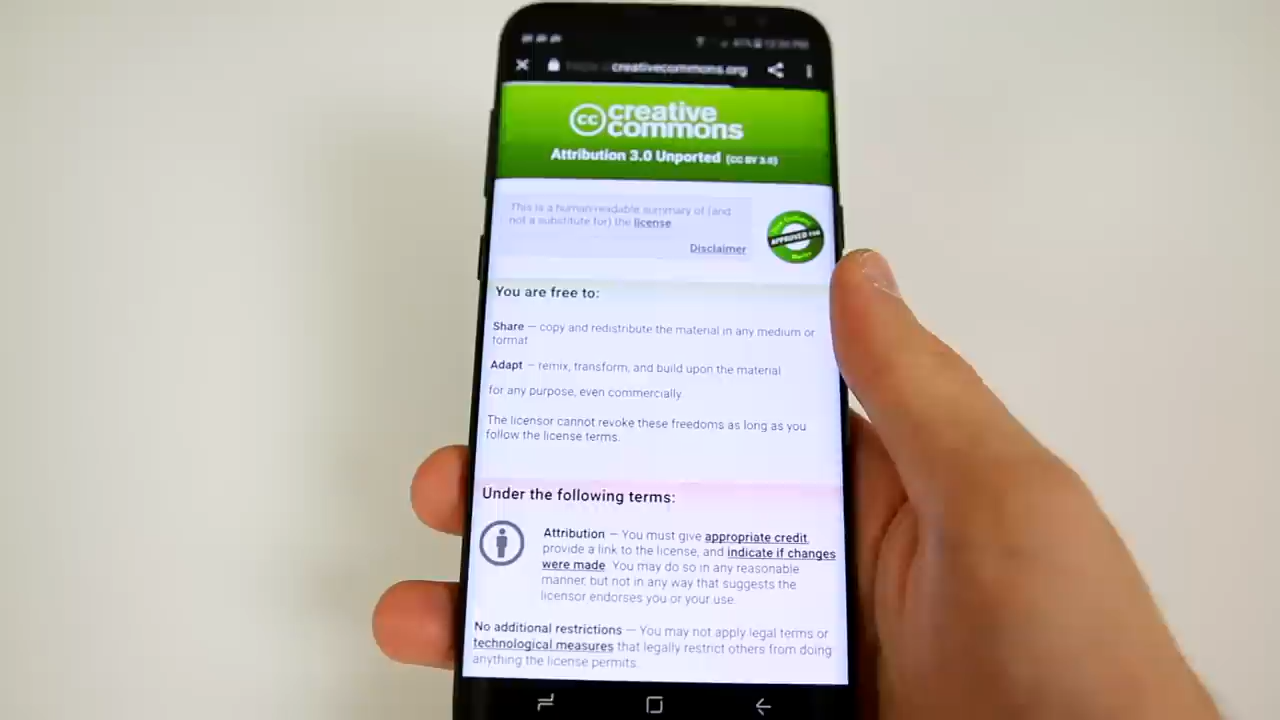 creativecommons.org
cc creative
commons
Attribution 3.0 Unported (CC BY 3.0)
This is a human-readable summary of (and
not a substitute for) the license.
Disclaimer
APPROVED FOR
You are free to:
Share — copy and redistribute the material in any medium or
format
Adapt — remix, transform, and build upon the material
for any purpose, even commercially.
The licensor cannot revoke these freedoms as long as you
follow the license terms.
Under the following terms:
Attribution — You must give appropriate credit,
provide a link to the license, and indicate if changes
were made. You may do so in any reasonable
manner, but not in any way that suggests the
licensor endorses you or your use.
No additional restrictions — You may not apply legal terms or
technological measures that legally restrict others from doing
anything the license permits.